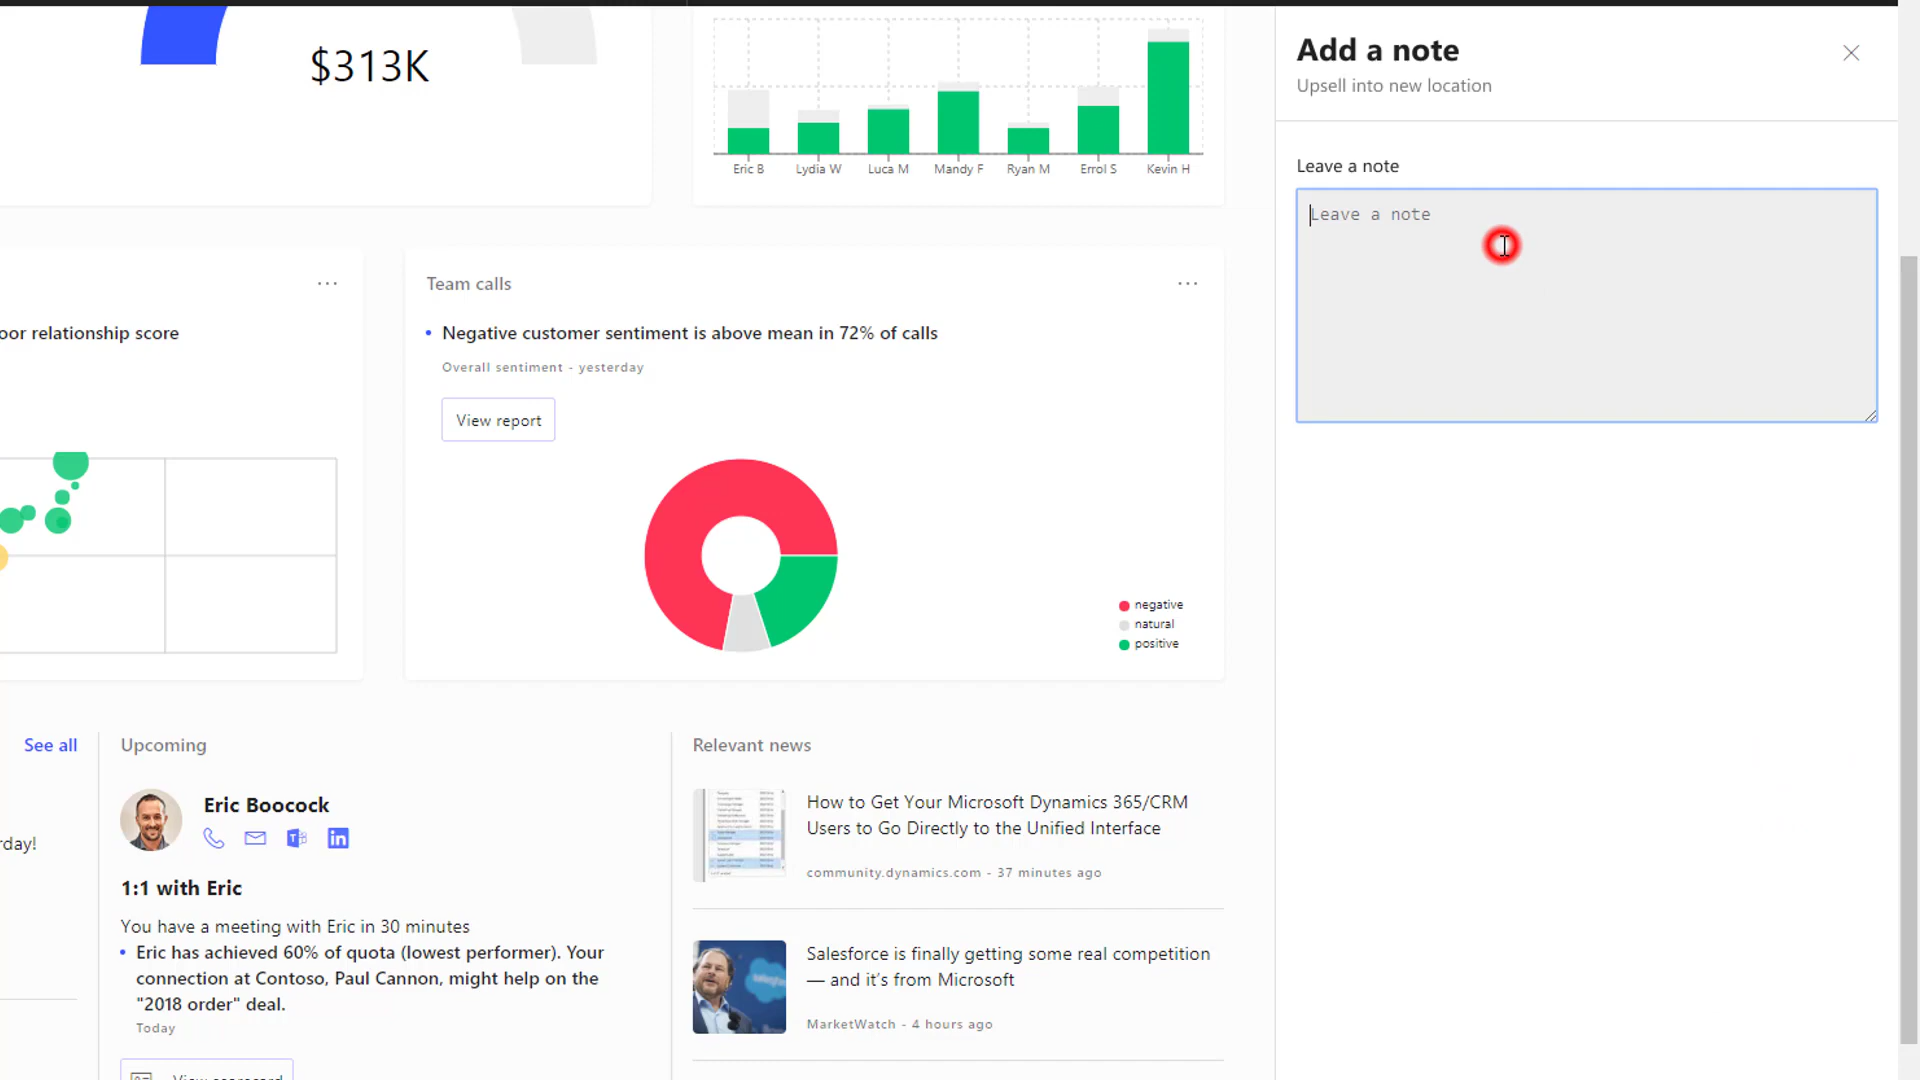 $313K
Eric B
Lydia W
Luca M
Mandy F
Ryan M
Errol S
Kevin H
oor relationship score
Team calls
Negative customer sentiment is above mean in 72% of calls
Overall sentiment - yesterday
View report
negative
natural
positive
See all
rday!
Upcoming
Eric Boocock
1:1 with Eric
You have a meeting with Eric in 30 minutes
Eric has achieved 60% of quota (lowest performer). Your
connection at Contoso, Paul Cannon, might help on the
"2018 order" deal.
Today
View scorecard
Relevant news
How to Get Your Microsoft Dynamics 365/CRM
Users to Go Directly to the Unified Interface
community.dynamics.com - 37 minutes ago
Salesforce is finally getting some real competition
— and it's from Microsoft
MarketWatch - 4 hours ago
Add a note
Upsell into new location
Leave a note
Leave a note